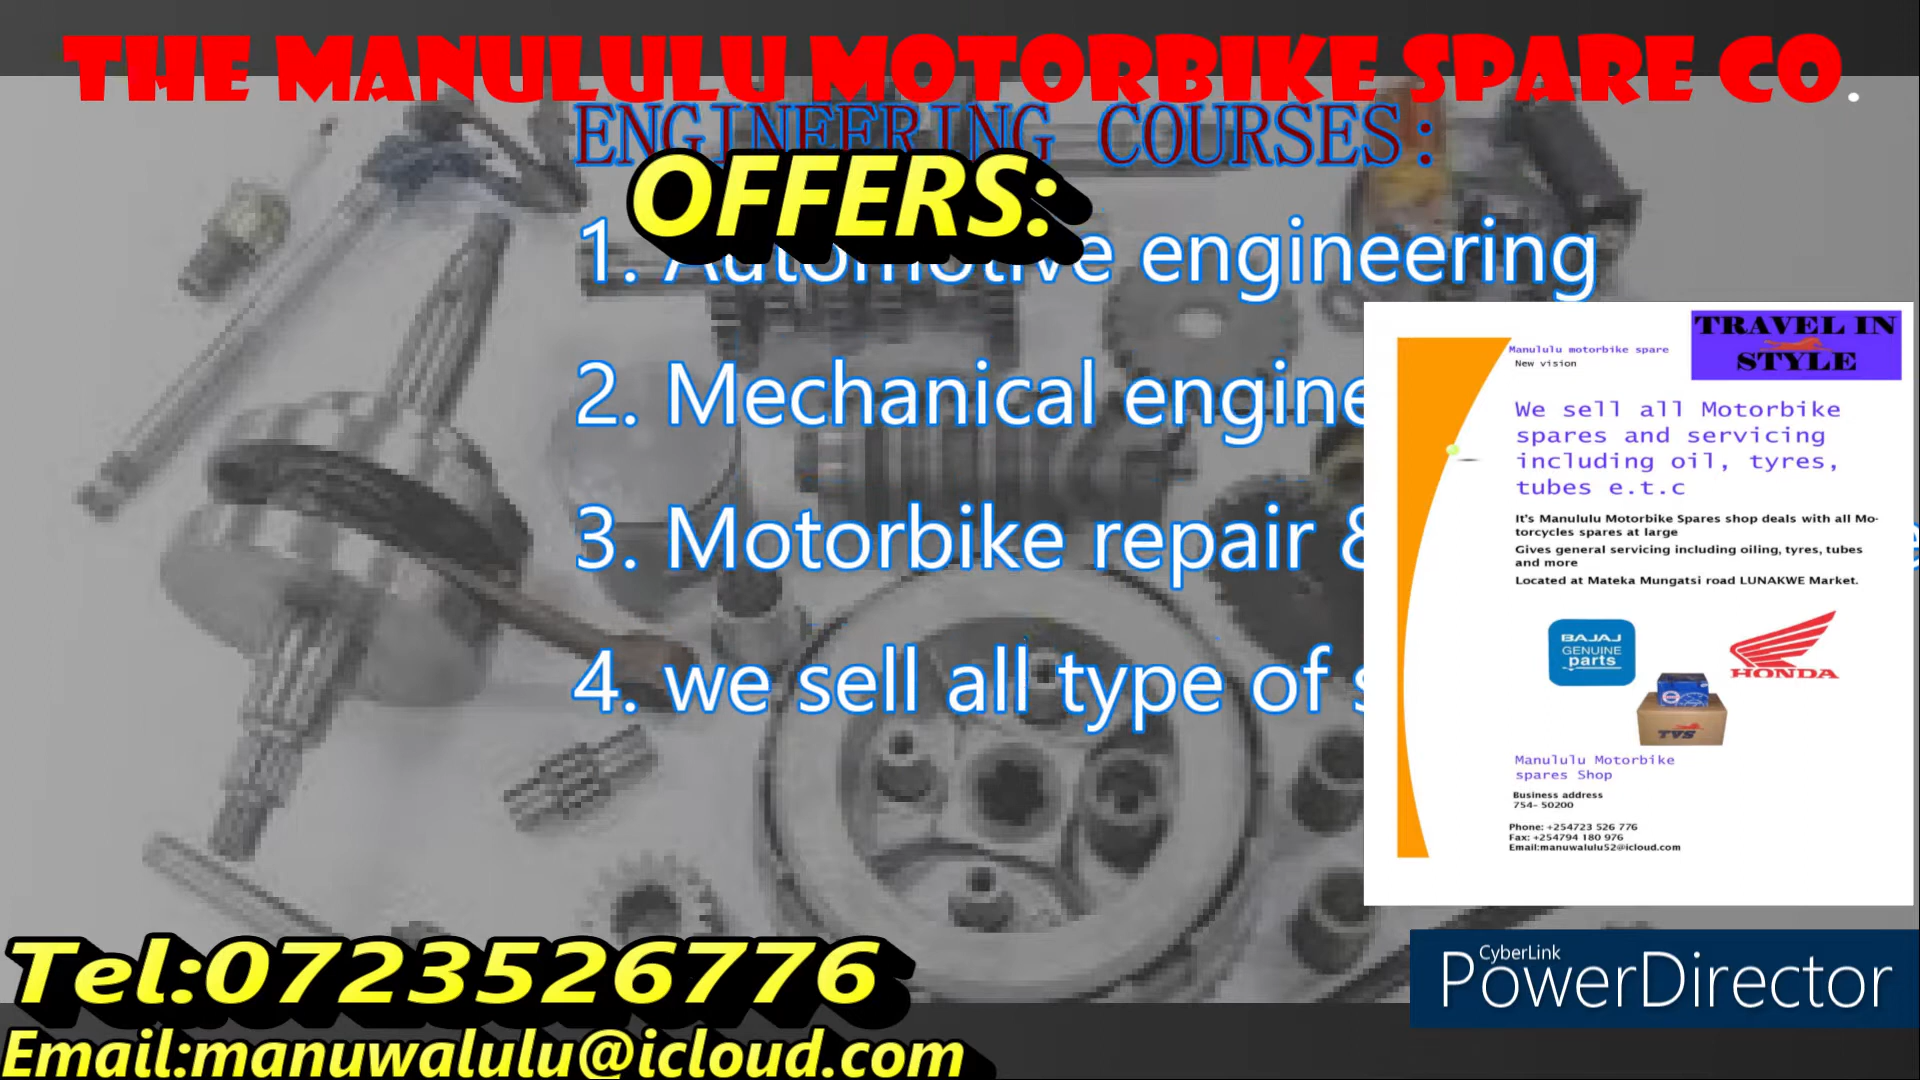 THE MANULULU MOTORBIKE SPARE CO.
ENGINEERING COURSES:
OFFERS:
1. Automotive engineering
2. Mechanical engine
3. Motorbike repair &
4. we sell all type of s
TRAVEL IN
STYLE
Manululu motorbike spare
New vision
We sell all Motorbike
spares and servicing
including oil, tyres,
tubes e.t.c
It's Manululu Motorbike Spares shop deals with all Mo-
torcycles spares at large
Gives general servicing including oiling, tyres, tubes
and more
Located at Mateka Mungatsi road LUNAKWE Market.
BAJAJ
GENUINE
parts
HONDA
TVS
Manululu Motorbike
spares Shop
Business address
754- 50200
Phone: +254723 526 776
Fax: +254794 180 976
Email:manuwalulu52@icloud.com
Tel:0723526776
Email:manuwalulu@icloud.com
CyberLink
PowerDirector